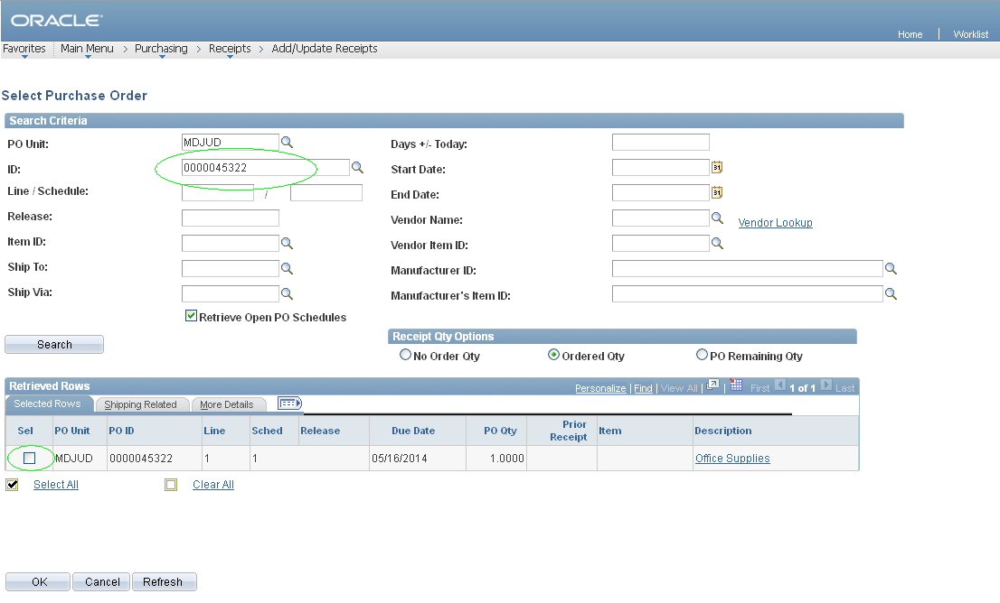 ORACLE
Home | Worklist
Favorites Main Menu > Purchasing > Receipts > Add/Update Receipts
Select Purchase Order
Search Criteria
PO Unit: MDJUD Days +/- Today:
ID: 0000045322 Start Date: 31
Line / Schedule: / End Date: 31
Release: Vendor Name: Vendor Lookup
Item ID: Vendor Item ID:
Ship To: Manufacturer ID:
Ship Via: Manufacturer's Item ID:
Retrieve Open PO Schedules
Receipt Qty Options
Search
No Order Qty Ordered Qty PO Remaining Qty
Retrieved Rows Personalize | Find | View All | | First 1 of 1 Last
Selected Rows Shipping Related More Details
Sel PO Unit PO ID Line Sched Release Due Date PO Qty Prior Receipt Item Description
MDJUD 0000045322 1 1 05/16/2014 1.0000 Office Supplies
Select All Clear All
OK Cancel Refresh